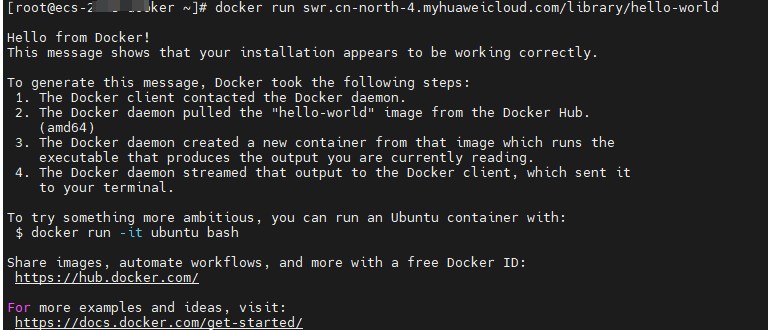 [root@ecs- docker ~]# docker run swr.cn-north-4.myhuaweicloud.com/library/hello-world
Hello from Docker!
This message shows that your installation appears to be working correctly.
To generate this message, Docker took the following steps:
1. The Docker client contacted the Docker daemon.
2. The Docker daemon pulled the "hello-world" image from the Docker Hub.
(amd64)
3. The Docker daemon created a new container from that image which runs the
executable that produces the output you are currently reading.
4. The Docker daemon streamed that output to the Docker client, which sent it
to your terminal.
To try something more ambitious, you can run an Ubuntu container with:
$ docker run -it ubuntu bash
Share images, automate workflows, and more with a free Docker ID:
https://hub.docker.com/
For more examples and ideas, visit:
https://docs.docker.com/get-started/